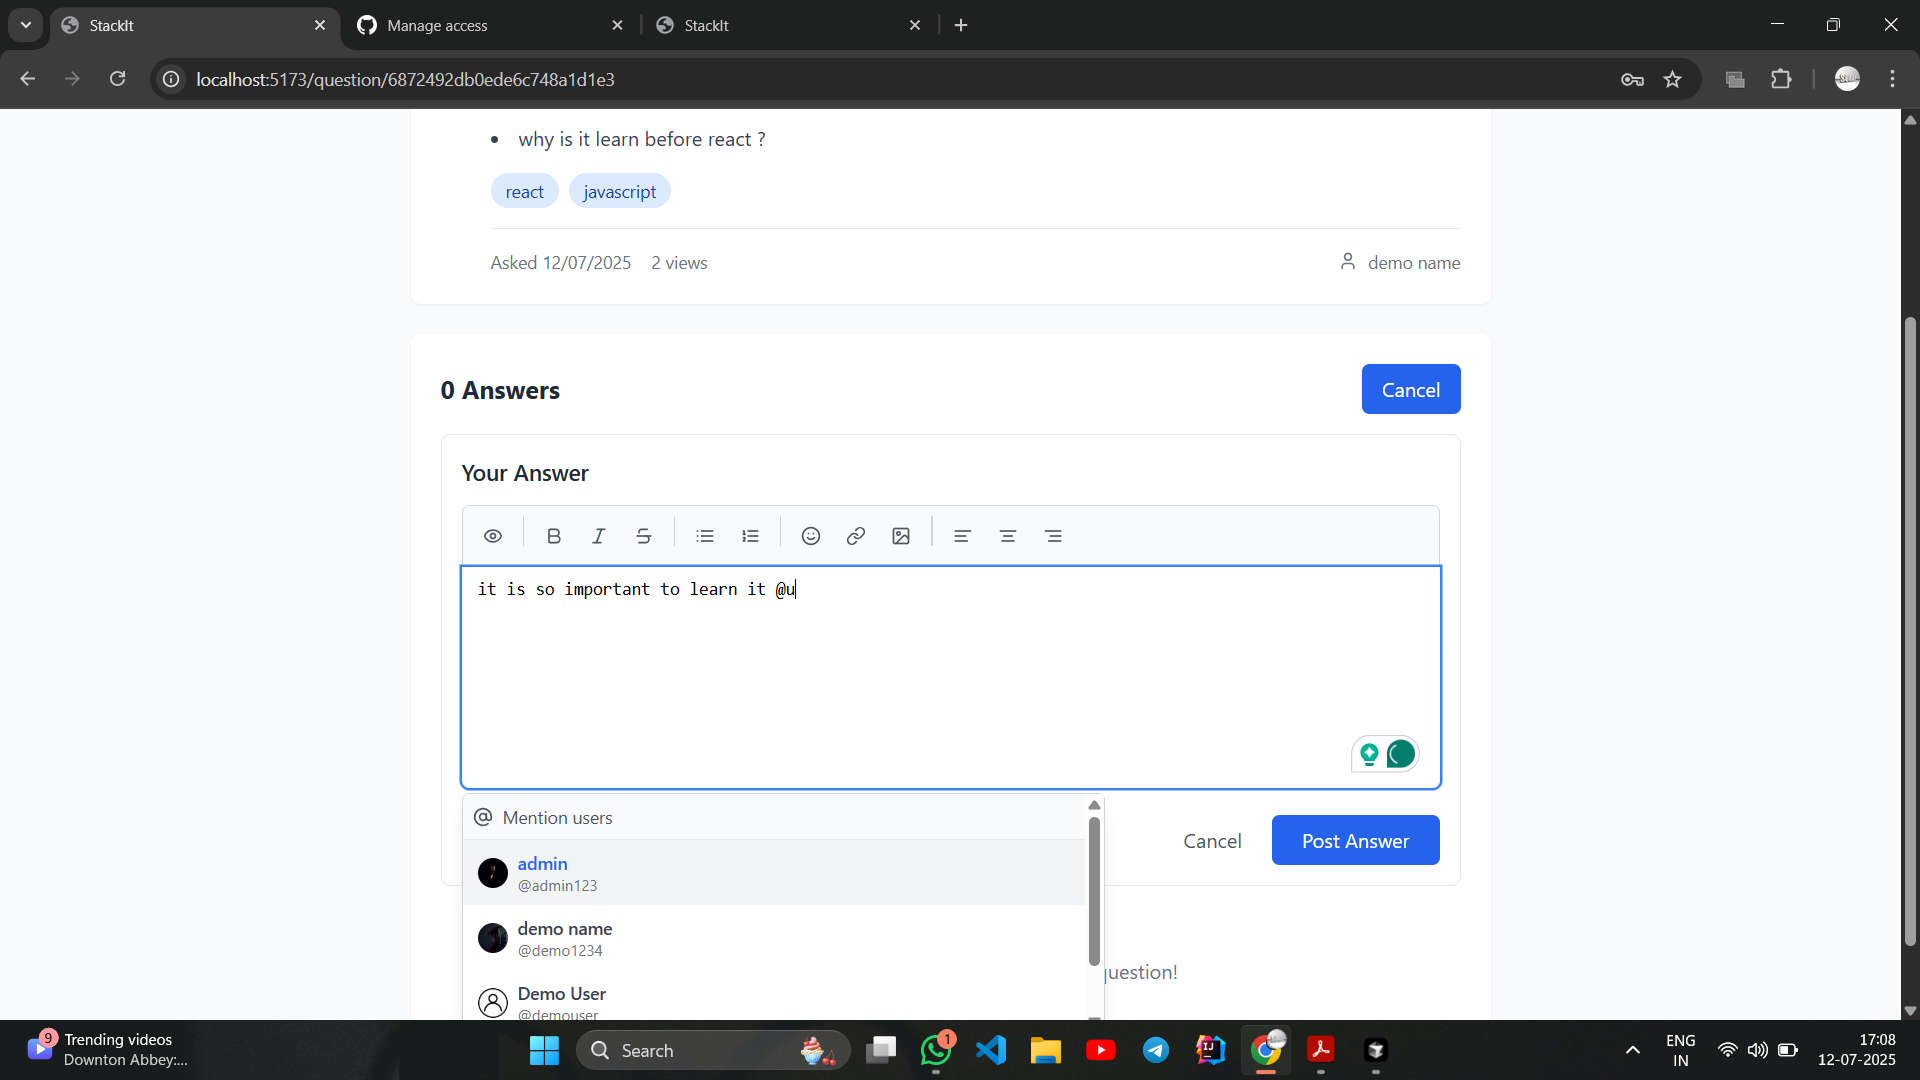 StackIt
Manage access
StackIt
localhost:5173/question/6872492db0ede6c748a1d1e3
why is it learn before react ?
react
javascript
Asked 12/07/2025 2 views
demo name
0 Answers
Cancel
Your Answer
it is so important to learn it @u
Mention users
admin
@admin123
demo name
@demo1234
Demo User
@demouser
Cancel
Post Answer
question!
9
Trending videos
Downton Abbey:...
Search
1
ENG
IN
17:08
12-07-2025